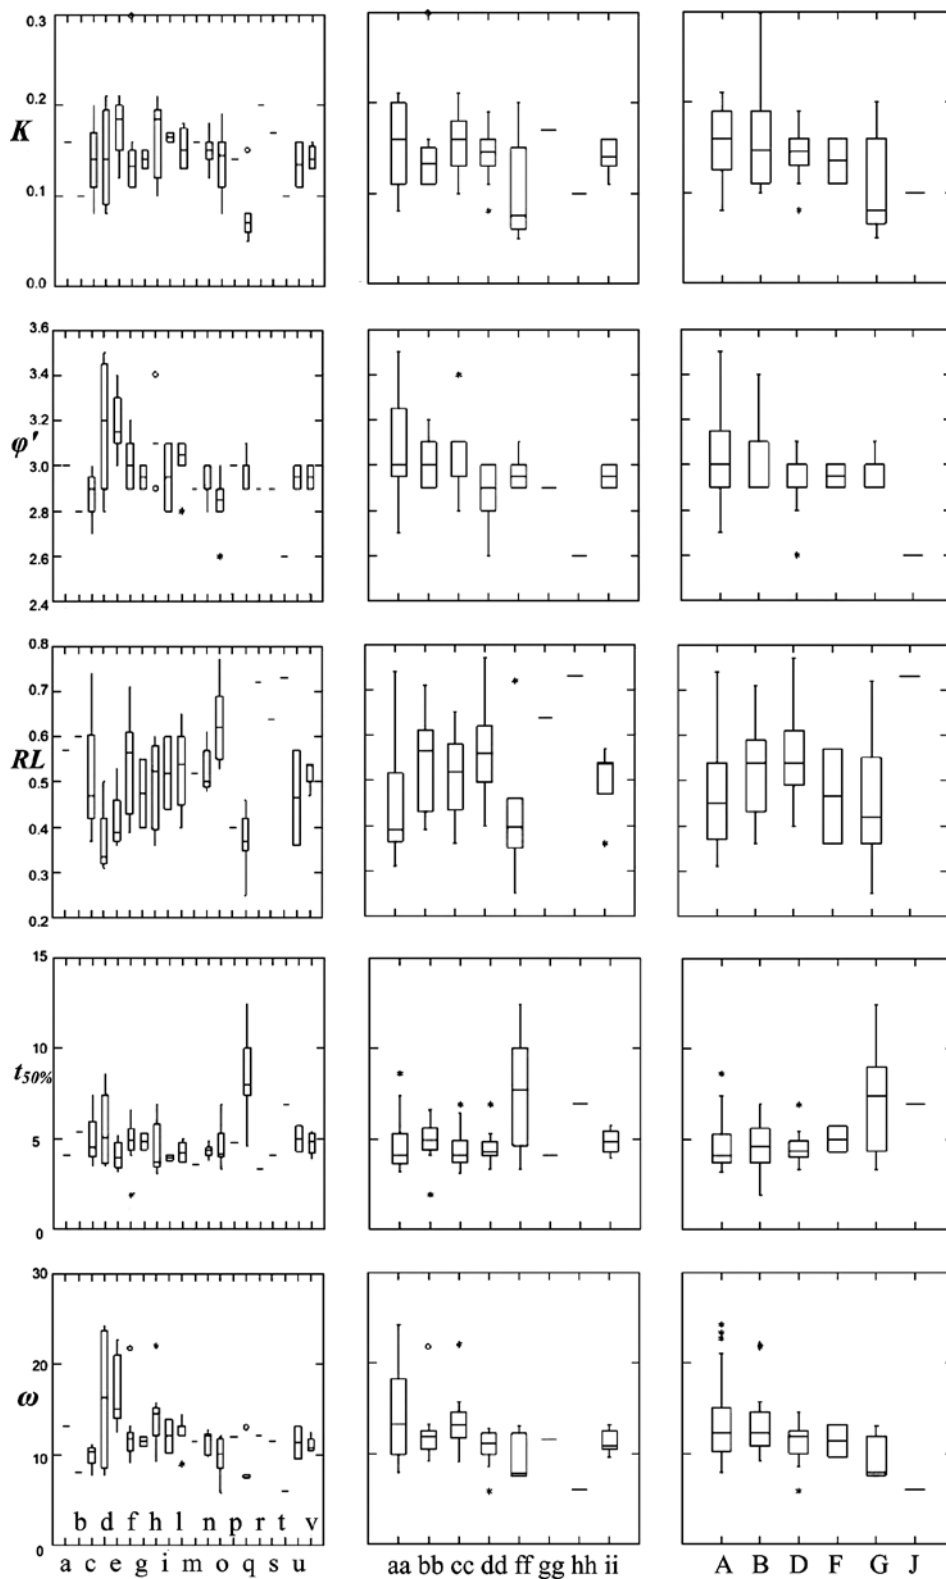 0.3
0.2
K
0.1
0.0
3.6
3.4
3.2
φ'
3.0
2.8
2.6
2.4
0.8
0.7
0.6
RL
0.5
0.4
0.3
0.2
15
10
t50%
5
0
30
20
ω
10
0
b d f h l n p r t v
a c e g i m o q s u
aa bb cc dd ff gg hh ii
A B D F G J